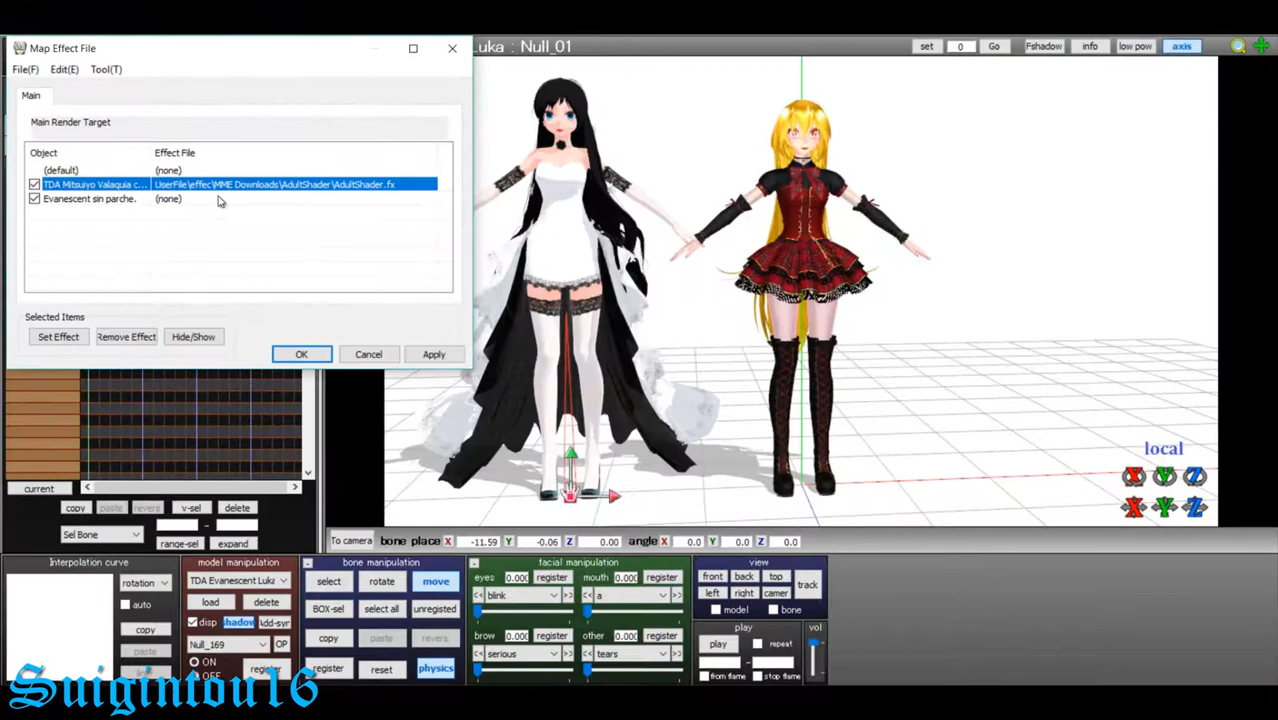 Map Effect File
Luka : Null_01
set 0 Go Fshadow info low pow axis
File(F) Edit(E) Tool(T)
Main
Main Render Target
Object Effect File
(default) (none)
TDA Mitsuiyo Valaquia c... UserFile\effec\MME Downloads\AdultShader\AdultShader.fx
Evanescent sin parche. (none)
Selected Items
Set Effect Remove Effect Hide/Show
OK Cancel Apply
local
X Y Z
X Y Z
current
copy paste revers v-sel delete
Sel Bone -
range-sel expand
To camera bone place X -11.59 Y -0.06 Z 0.00 angle X 0.0 Y 0.0 Z 0.0
Interpolation curve
rotation
auto
copy
paste
model manipulation
TDA Evanescent Luka
load delete
disp shadow Add-syn
Null_169 OP
ON
OFF register
- bone manipulation
select rotate move
BOX-sel select all unregisted
copy paste revers
register reset physics
- facial manipulation
eyes 0.000 register mouth 0.000 register
<< blink >> << a >>
brow 0.000 register other 0.000 register
<< serious >> << tears >>
view
front back top
left right camer track
model bone
play
play repeat
-
from flame stop flame
vol
Suigintou16